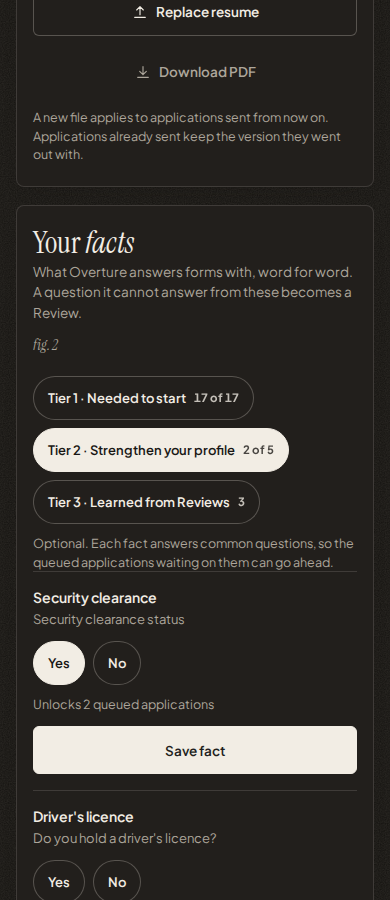 Replace resume
Download PDF
A new file applies to applications sent from now on.
Applications already sent keep the version they went
out with.
Your facts
What Overture answers forms with, word for word.
A question it cannot answer from these becomes a
Review.
fig. 2
Tier 1 · Needed to start 17 of 17
Tier 2 · Strengthen your profile 2 of 5
Tier 3 · Learned from Reviews 3
Optional. Each fact answers common questions, so the
queued applications waiting on them can go ahead.
Security clearance
Security clearance status
Yes No
Unlocks 2 queued applications
Save fact
Driver's licence
Do you hold a driver's licence?
Yes No